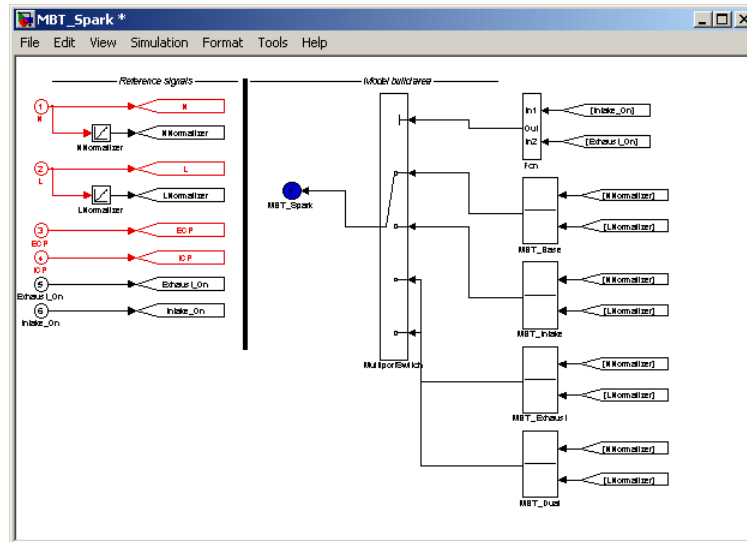 MBT_Spark *
File Edit View Simulation Format Tools Help
Reference signals
Model build area
1
N
N
NNormalizer
NNormalizer
2
L
L
LNormalizer
LNormalizer
3
ECP
ECP
4
ICP
ICP
5
Exhaust_On
Exhaust_On
6
Intake_On
Intake_On
MBT_Spark
MultiportSwitch
In1
Out
In2
Fcn
[Intake_On]
[Exhaust_On]
[NNormalizer]
[LNormalizer]
MBT_Base
[NNormalizer]
[LNormalizer]
MBT_Intake
[NNormalizer]
[LNormalizer]
MBT_Exhaust
[NNormalizer]
[LNormalizer]
MBT_Dual